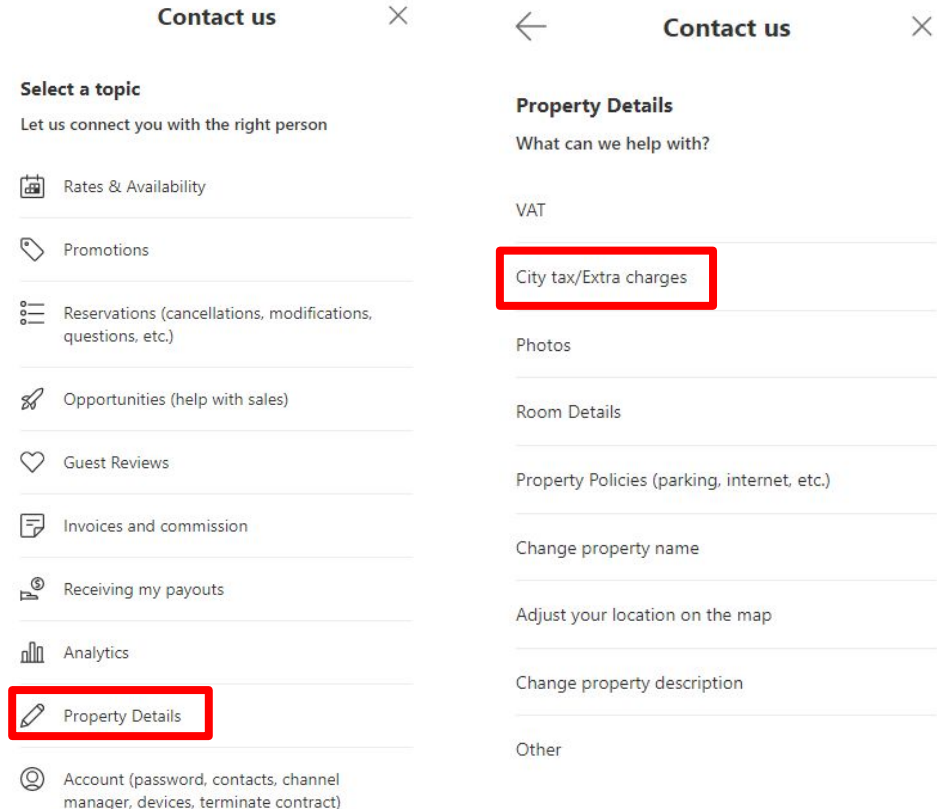 Contact us
Select a topic
Let us connect you with the right person
Rates & Availability
Promotions
Reservations (cancellations, modifications,
questions, etc.)
Opportunities (help with sales)
Guest Reviews
Invoices and commission
Receiving my payouts
Analytics
Property Details
Account (password, contacts, channel
manager, devices, terminate contract)
Contact us
Property Details
What can we help with?
VAT
City tax/Extra charges
Photos
Room Details
Property Policies (parking, internet, etc.)
Change property name
Adjust your location on the map
Change property description
Other